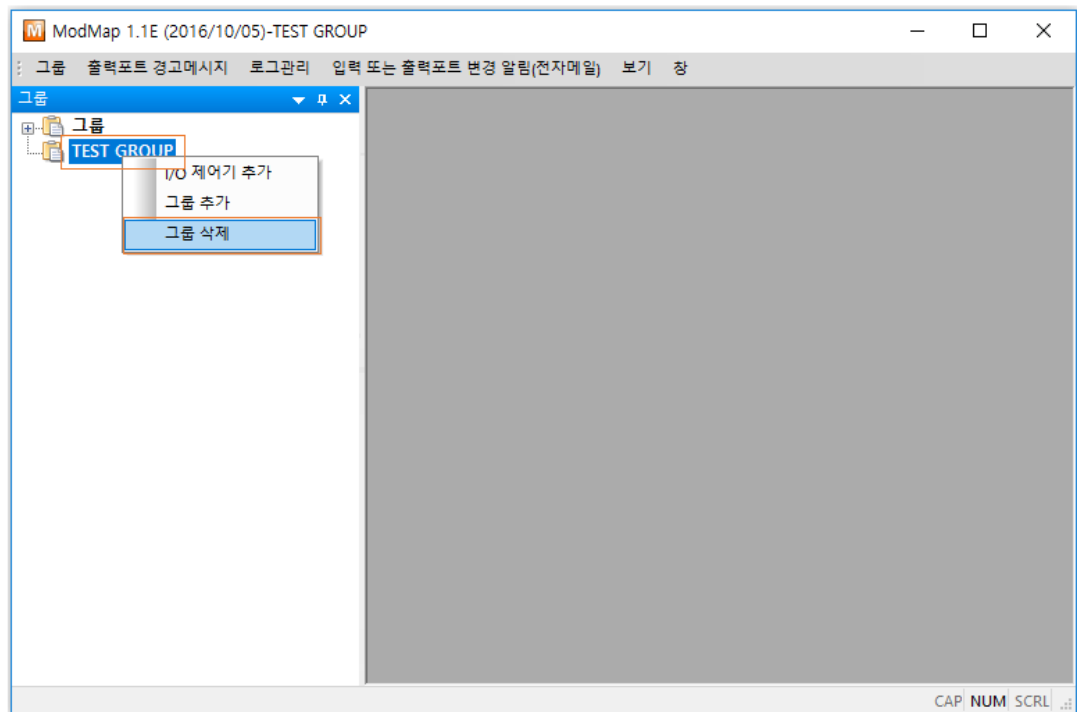 ModMap 1.1E (2016/10/05)-TEST GROUP
그룹 출력포트 경고메시지 로그관리 입력 또는 출력포트 변경 알림(전자메일) 보기 창
그룹
그룹
TEST GROUP
I/O 제어기 추가
그룹 추가
그룹 삭제
CAP NUM SCRL